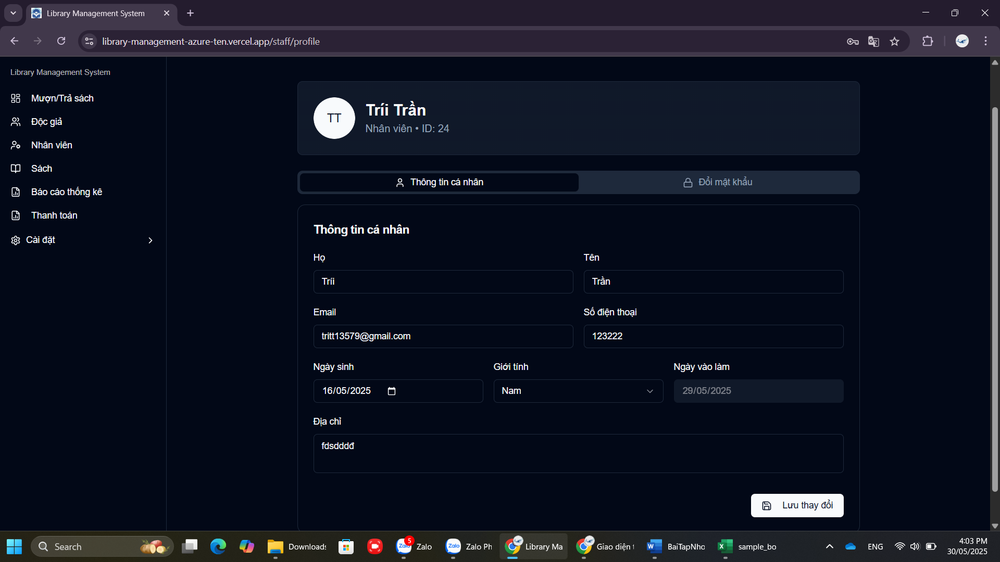 Library Management System
library-management-azure-ten.vercel.app/staff/profile
Library Management System
Mượn/Trả sách
Độc giả
Nhân viên
Sách
Báo cáo thống kê
Thanh toán
Cài đặt
TT
Tríi Trần
Nhân viên • ID: 24
Thông tin cá nhân
Đổi mật khẩu
Thông tin cá nhân
Họ
Tên
Tríi
Trần
Email
Số điện thoại
tritt13579@gmail.com
123222
Ngày sinh
Giới tính
Ngày vào làm
16/05/2025
Nam
29/05/2025
Địa chỉ
fdsdddđ
Lưu thay đổi
Search
Downloads
Zalo
5
Zalo
Zalo
Zalo Ph
Library Ma
Giao diện t
W
BaiTapNho
X
sample_bo
ENG
4:03 PM
30/05/2025